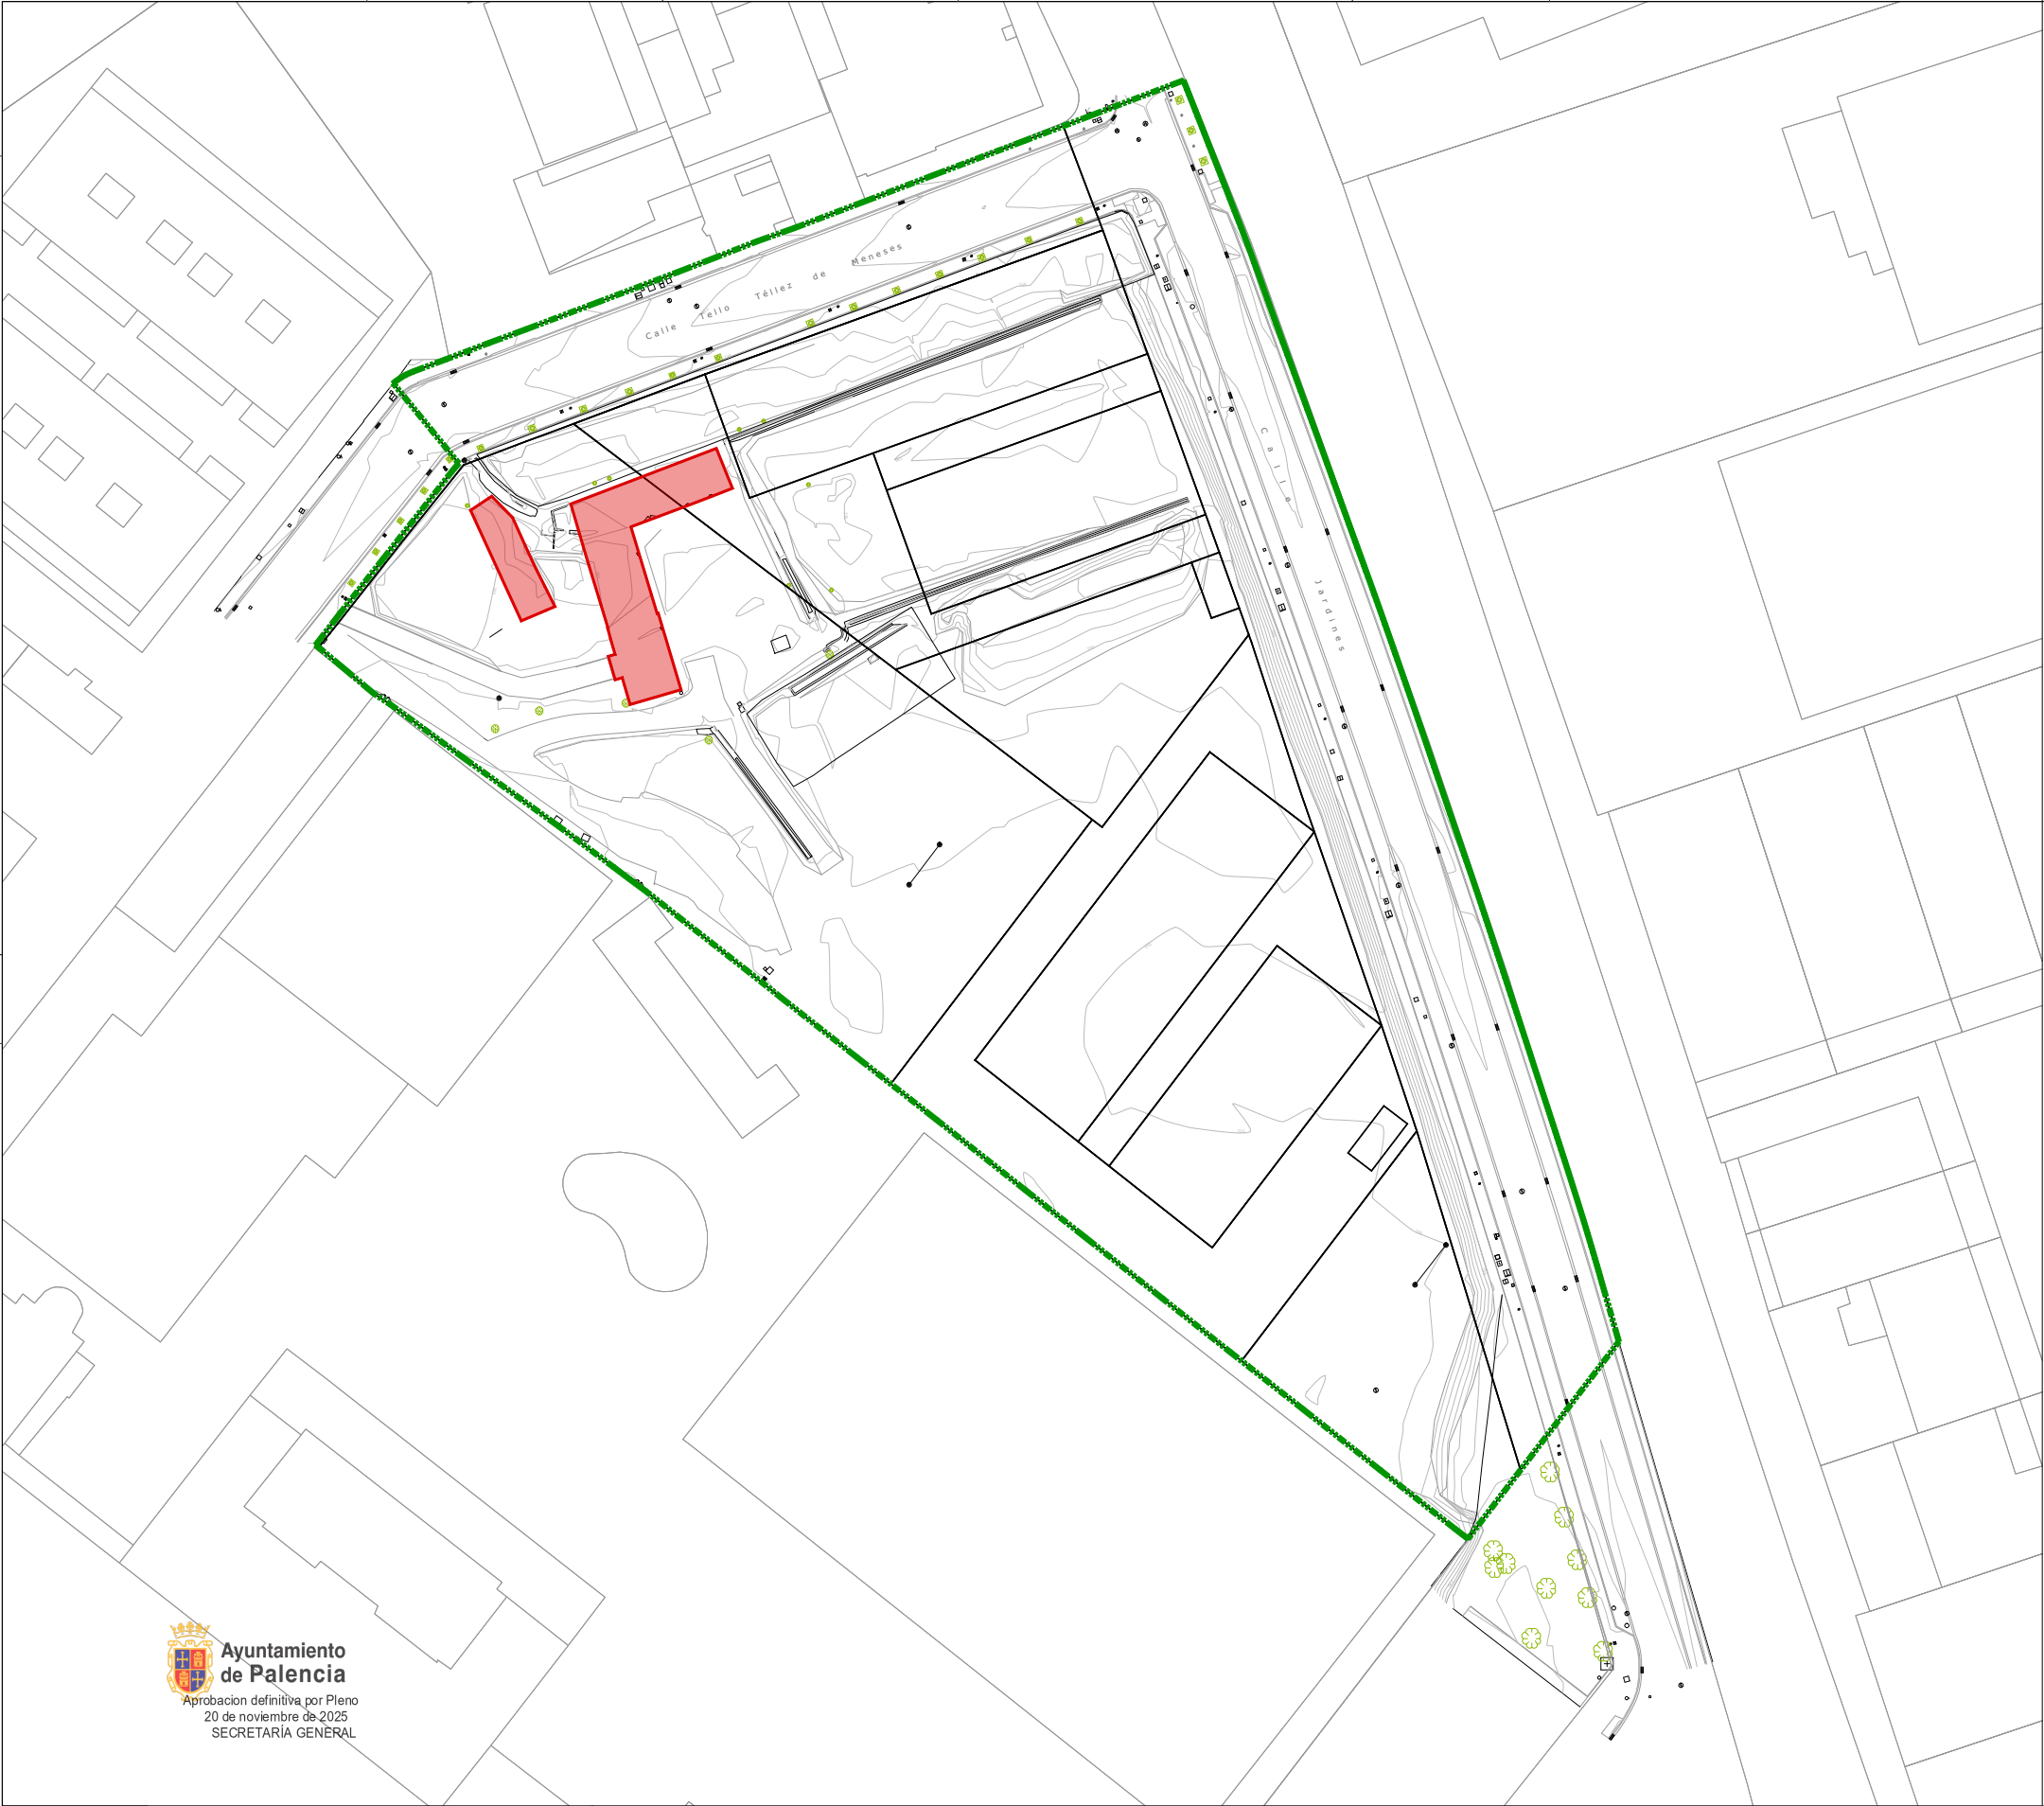 Calle Tello Téllez de Meneses
Calle Jardines
Ayuntamiento
de Palencia
Aprobacion definitiva por Pleno
20 de noviembre de 2025
SECRETARÍA GENERAL